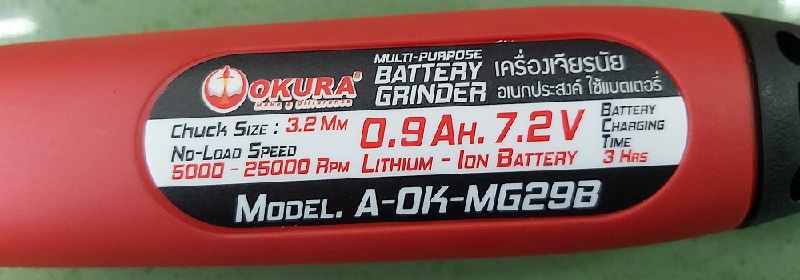 OKURA®
Make a Difference
MULTI-PURPOSE
BATTERY
GRINDER
เครื่องเจียรนัย
อเนกประสงค์ ใช้แบตเตอรี่
CHUCK SIZE : 3.2 MM
NO-LOAD SPEED
5000 - 25000 RPM
0.9 AH. 7.2 V
LITHIUM - ION BATTERY
BATTERY
CHARGING
TIME
3 HRS
MODEL. A-OK-MG29B